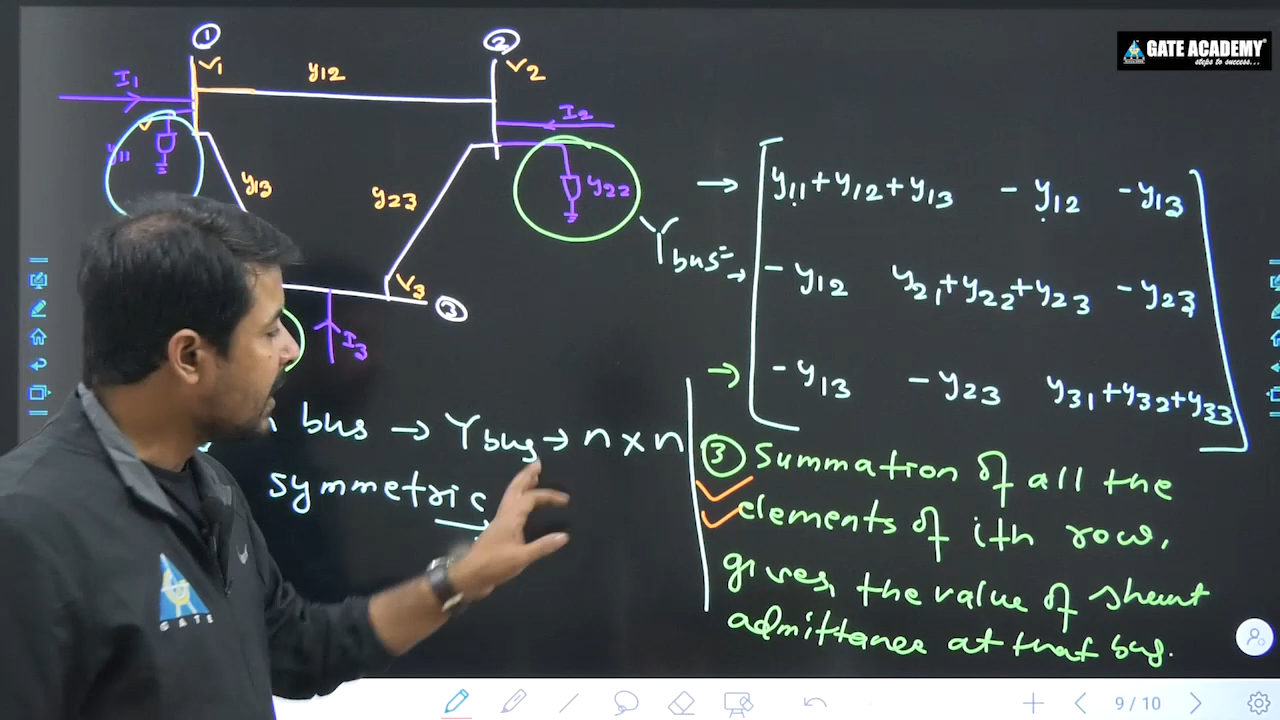 ①
②
GATE ACADEMY
steps to success...
V1
y12
V2
I1
I2
y11
y13
y23
y22
V3
③
I3
Ybus=
y11+y12+y13 -y12 -y13
-y12 y21+y22+y23 -y23
-y13 -y23 y31+y32+y33
bus → Ybus → n×n
symmetric
③ Summation of all the
elements of ith row,
gives the value of shunt
admittance at that bus.
GATE
9/10